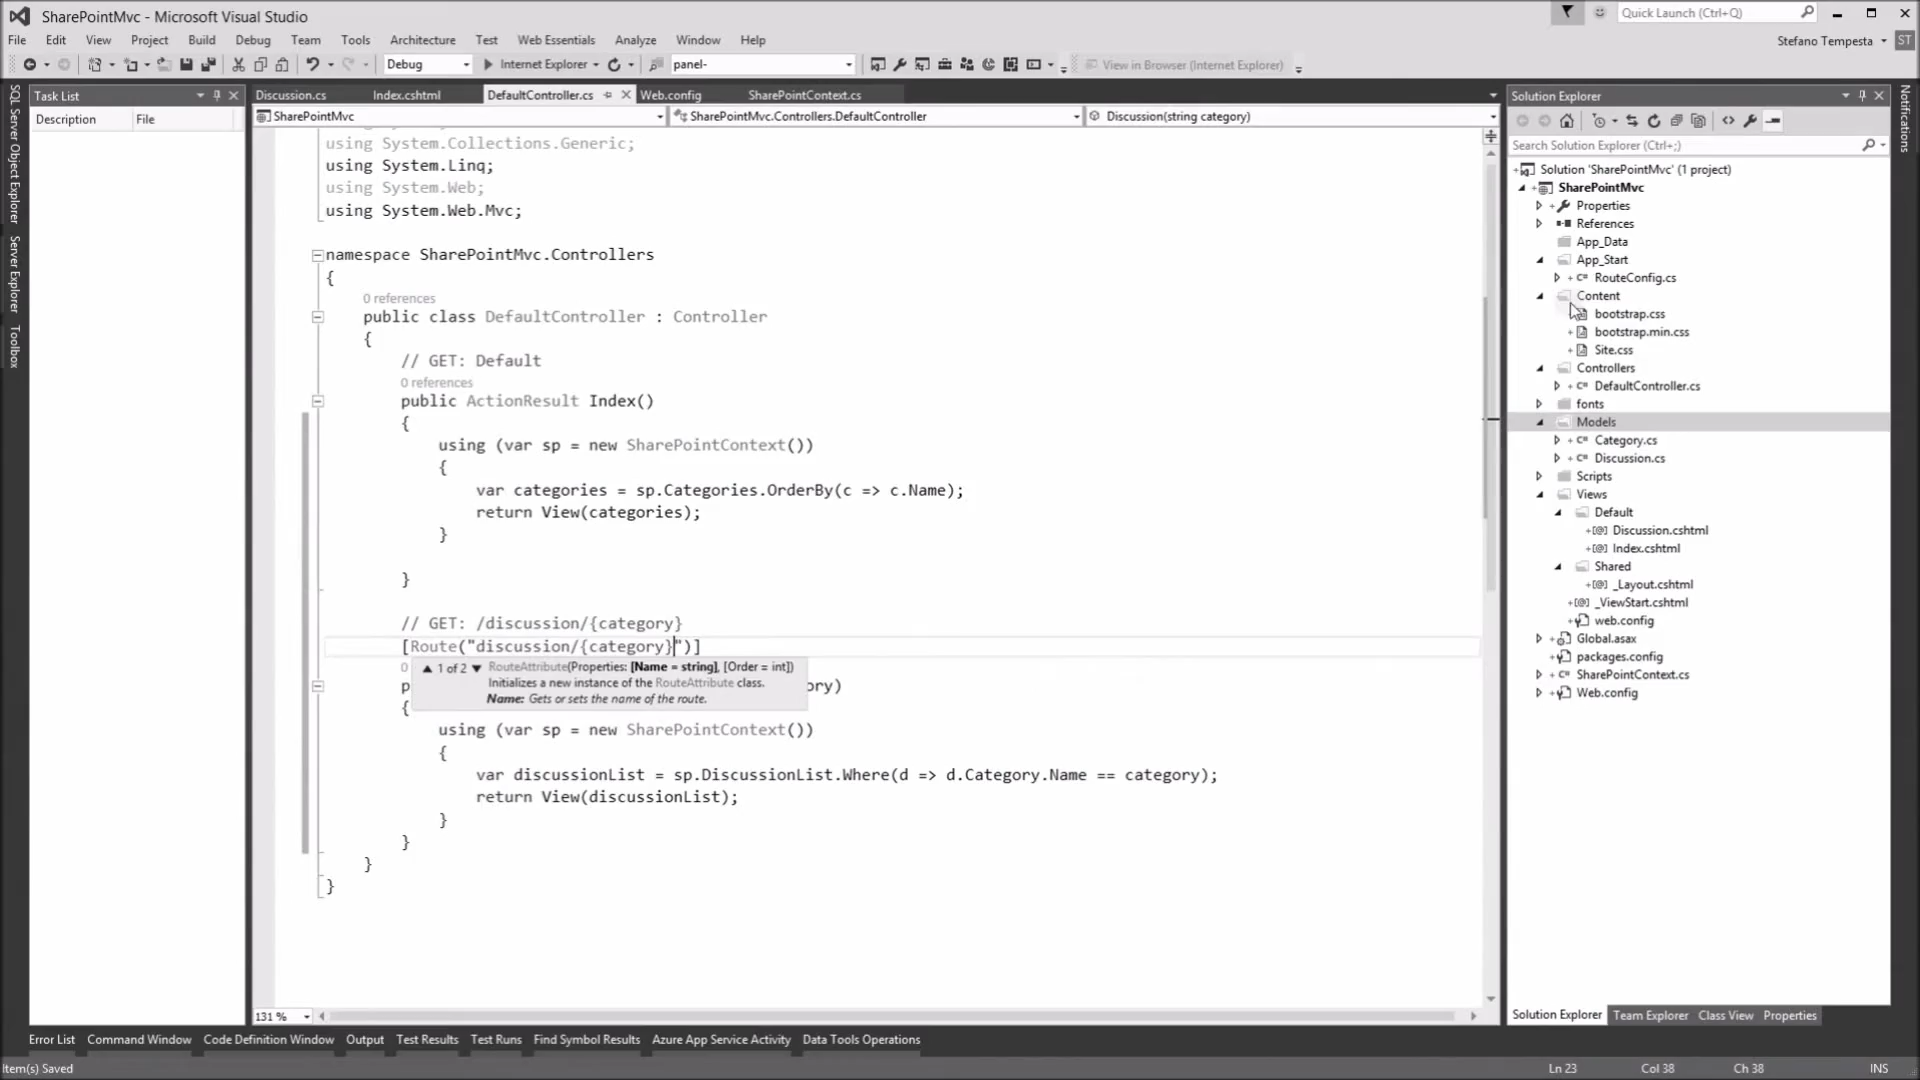 SharePointMvc - Microsoft Visual Studio
Quick Launch (Ctrl+Q)
File Edit View Project Build Debug Team Tools Architecture Test Web Essentials Analyze Window Help
Stefano Tempesta ST
Debug Internet Explorer panel- View in Browser (Internet Explorer)
SQL Server Object Explorer
Server Explorer
Toolbox
Task List
Description File
Discussion.cs Index.cshtml DefaultController.cs Web.config SharePointContext.cs
SharePointMvc SharePointMvc.Controllers.DefaultController Discussion(string category)
using System.Collections.Generic;
using System.Linq;
using System.Web;
using System.Web.Mvc;
namespace SharePointMvc.Controllers
{
0 references
public class DefaultController : Controller
{
// GET: Default
0 references
public ActionResult Index()
{
using (var sp = new SharePointContext())
{
var categories = sp.Categories.OrderBy(c => c.Name);
return View(categories);
}
}
// GET: /discussion/{category}
[Route("discussion/{category}")]
0
1 of 2 RouteAttribute(Properties: [Name = string], [Order = int])
Initializes a new instance of the RouteAttribute class.
Name: Gets or sets the name of the route.
p ory)
{
using (var sp = new SharePointContext())
{
var discussionList = sp.DiscussionList.Where(d => d.Category.Name == category);
return View(discussionList);
}
}
}
}
131 %
Solution Explorer
Search Solution Explorer (Ctrl+;)
Solution 'SharePointMvc' (1 project)
SharePointMvc
Properties
References
App_Data
App_Start
RouteConfig.cs
Content
bootstrap.css
bootstrap.min.css
Site.css
Controllers
DefaultController.cs
fonts
Models
Category.cs
Discussion.cs
Scripts
Views
Default
Discussion.cshtml
Index.cshtml
Shared
_Layout.cshtml
_ViewStart.cshtml
web.config
Global.asax
packages.config
SharePointContext.cs
Web.config
Notifications
Solution Explorer Team Explorer Class View Properties
Error List Command Window Code Definition Window Output Test Results Test Runs Find Symbol Results Azure App Service Activity Data Tools Operations
Item(s) Saved Ln 23 Col 38 Ch 38 INS